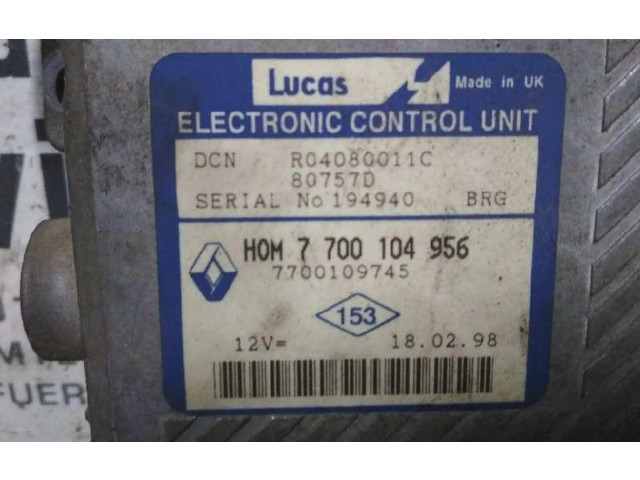 Lucas
Made in UK
ELECTRONIC CONTROL UNIT
DCN R04080011C
80757D
SERIAL No 194940 BRG
HOM 7 700 104 956
7700109745
153
12V= 18.02.98
M
FUER